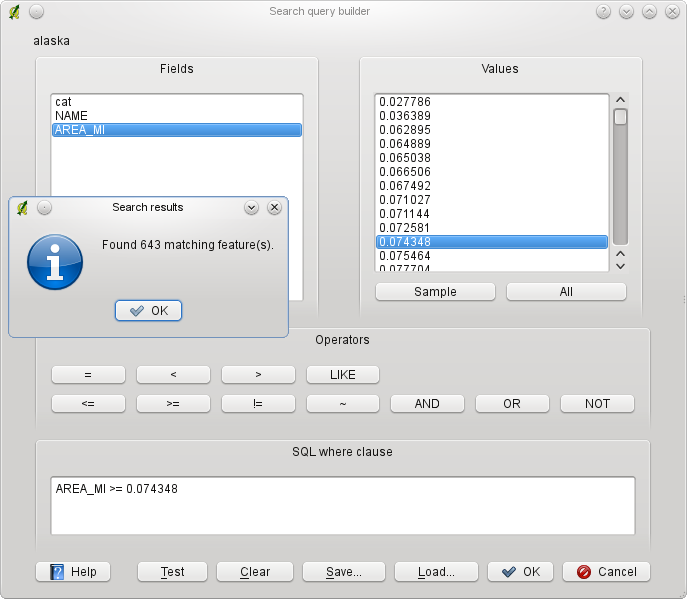 Search query builder
alaska
Fields
cat
NAME
AREA_MI
Values
0.027786
0.036389
0.062895
0.064889
0.065038
0.066506
0.067492
0.071027
0.071144
0.072581
0.074348
0.075464
0.077704
Sample All
Search results
Found 643 matching feature(s).
OK
Operators
= < > LIKE
<= >= != ~ AND OR NOT
SQL where clause
AREA_MI >= 0.074348
Help Test Clear Save... Load... OK Cancel